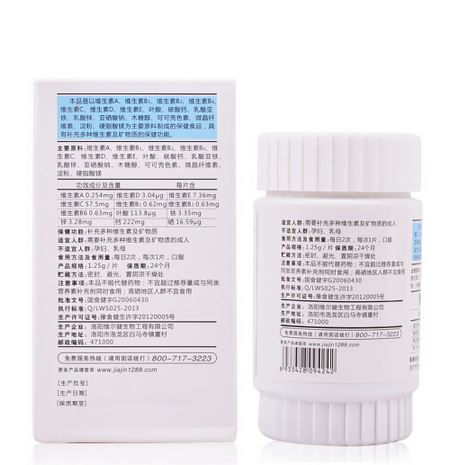 本品是以维生素A、维生素B₁、维生素B₂、维生素B₆、
维生素C、维生素D、维生素E、叶酸、碳酸钙、乳酸亚
铁、乳酸锌、亚硒酸钠、木糖醇、可可壳色素、微晶纤
维素、淀粉、硬脂酸镁为主要原料制成的保健食品，具
有补充多种维生素及矿物质的保健功能。
主要原料:维生素A、维生素B₁、维生素B₂、维生素B₆、维
生素C、维生素D、维生素E、叶酸、碳酸钙、乳酸亚铁、
乳酸锌、亚硒酸钠、木糖醇、可可壳色素、微晶纤维素、
淀粉、硬脂酸镁
功效成分及含量 每片含
维生素A 0.254mg 维生素D 3.04μg 维生素E 7.36mg
维生素C 57.5mg 维生素B₁ 0.62mg 维生素B₂ 0.63mg
维生素B6 0.63mg 叶酸 113.8μg 铁 3.35mg
锌 3.28mg 钙 222mg 硒 16.59μg
保健功能:补充多种维生素及矿物质
适宜人群:需要补充多种维生素及矿物质的成人
不适宜人群:孕妇、乳母
食用方法及食用量:每日2次，每次1片，口服
产品规格:1.25g/片 保质期:24个月
贮藏方法:密封、避光、置阴凉干燥处
注意事项:本品不能代替药物；不宜超过推荐量或与同类
营养素补充剂同时食用；高硒地区人群不宜食用
批准文号:国食健字G20060430
执行标准:Q/LWS025-2013
生产许可证号:豫食健生许字20120005号
生产企业:洛阳维尔健生物工程有限公司
生产地址:洛阳市洛龙区白马寺镇董村
邮政编码:471000
免费服务热线（请用固话拨打）800-717-3223
更多产品请登录 www.jiajin1288.com
[生产批号]
[生产日期]
[保质期至]
适宜人群:需要补充多种维生素及矿物质的成人
不适宜人群:孕妇、乳母
食用方法及食用量:每日2次，每次1片，口服
产品规格:1.25g/片 保质期:24个月
贮藏方法:密封、避光、置阴凉干燥处
注意事项:本品不能代替药物；不宜超过推荐量或与同
类营养素补充剂同时食用；高硒地区人群不宜食用
批准文号:国食健字G20060430
执行标准:Q/LWS025-2013
生产许可证号:豫食健生许字20120005号
生产企业:洛阳维尔健生物工程有限公司
生产地址:洛阳市洛龙区白马寺镇董村
邮政编码:471000
免费服务热线（请用固话拨打）800-717-3223
更多产品请登录 www.jiajin1288.com
6933428094242